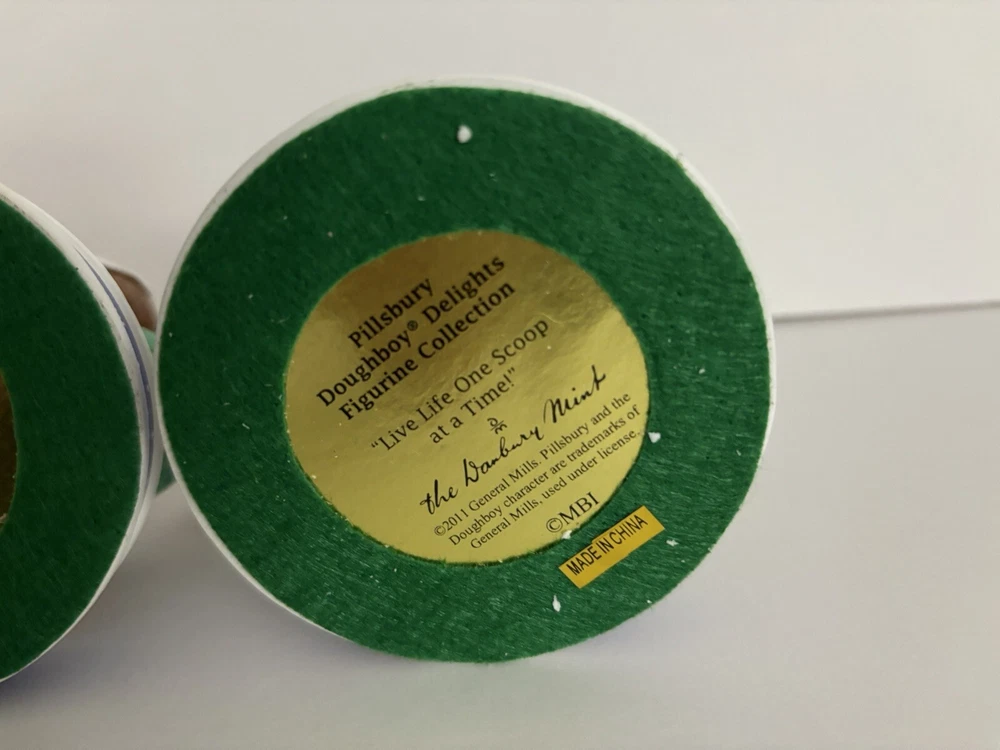 Pillsbury
Doughboy® Delights
Figurine Collection
"Live Life One Scoop
at a Time!"
DM
the Danbury Mint
©2011 General Mills. Pillsbury and the
Doughboy character are trademarks of
General Mills, used under license.
©MBI
MADE IN CHINA